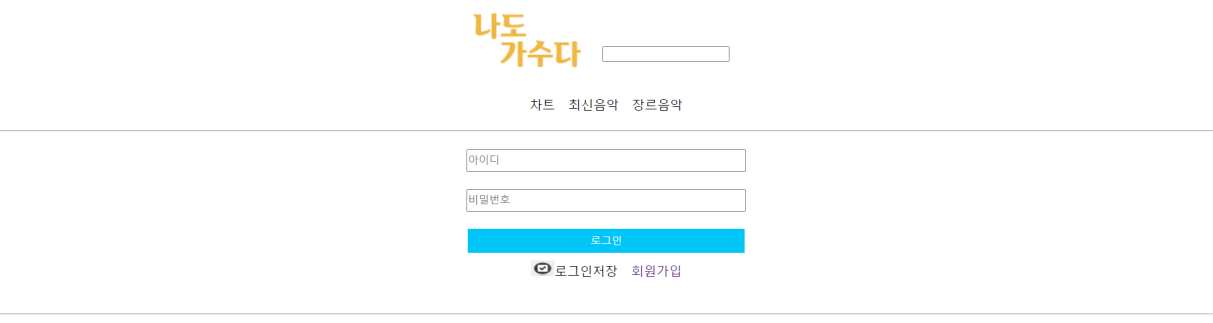 나도
가수다
차트 최신음악 장르음악
아이디
비밀번호
로그인
로그인저장 회원가입